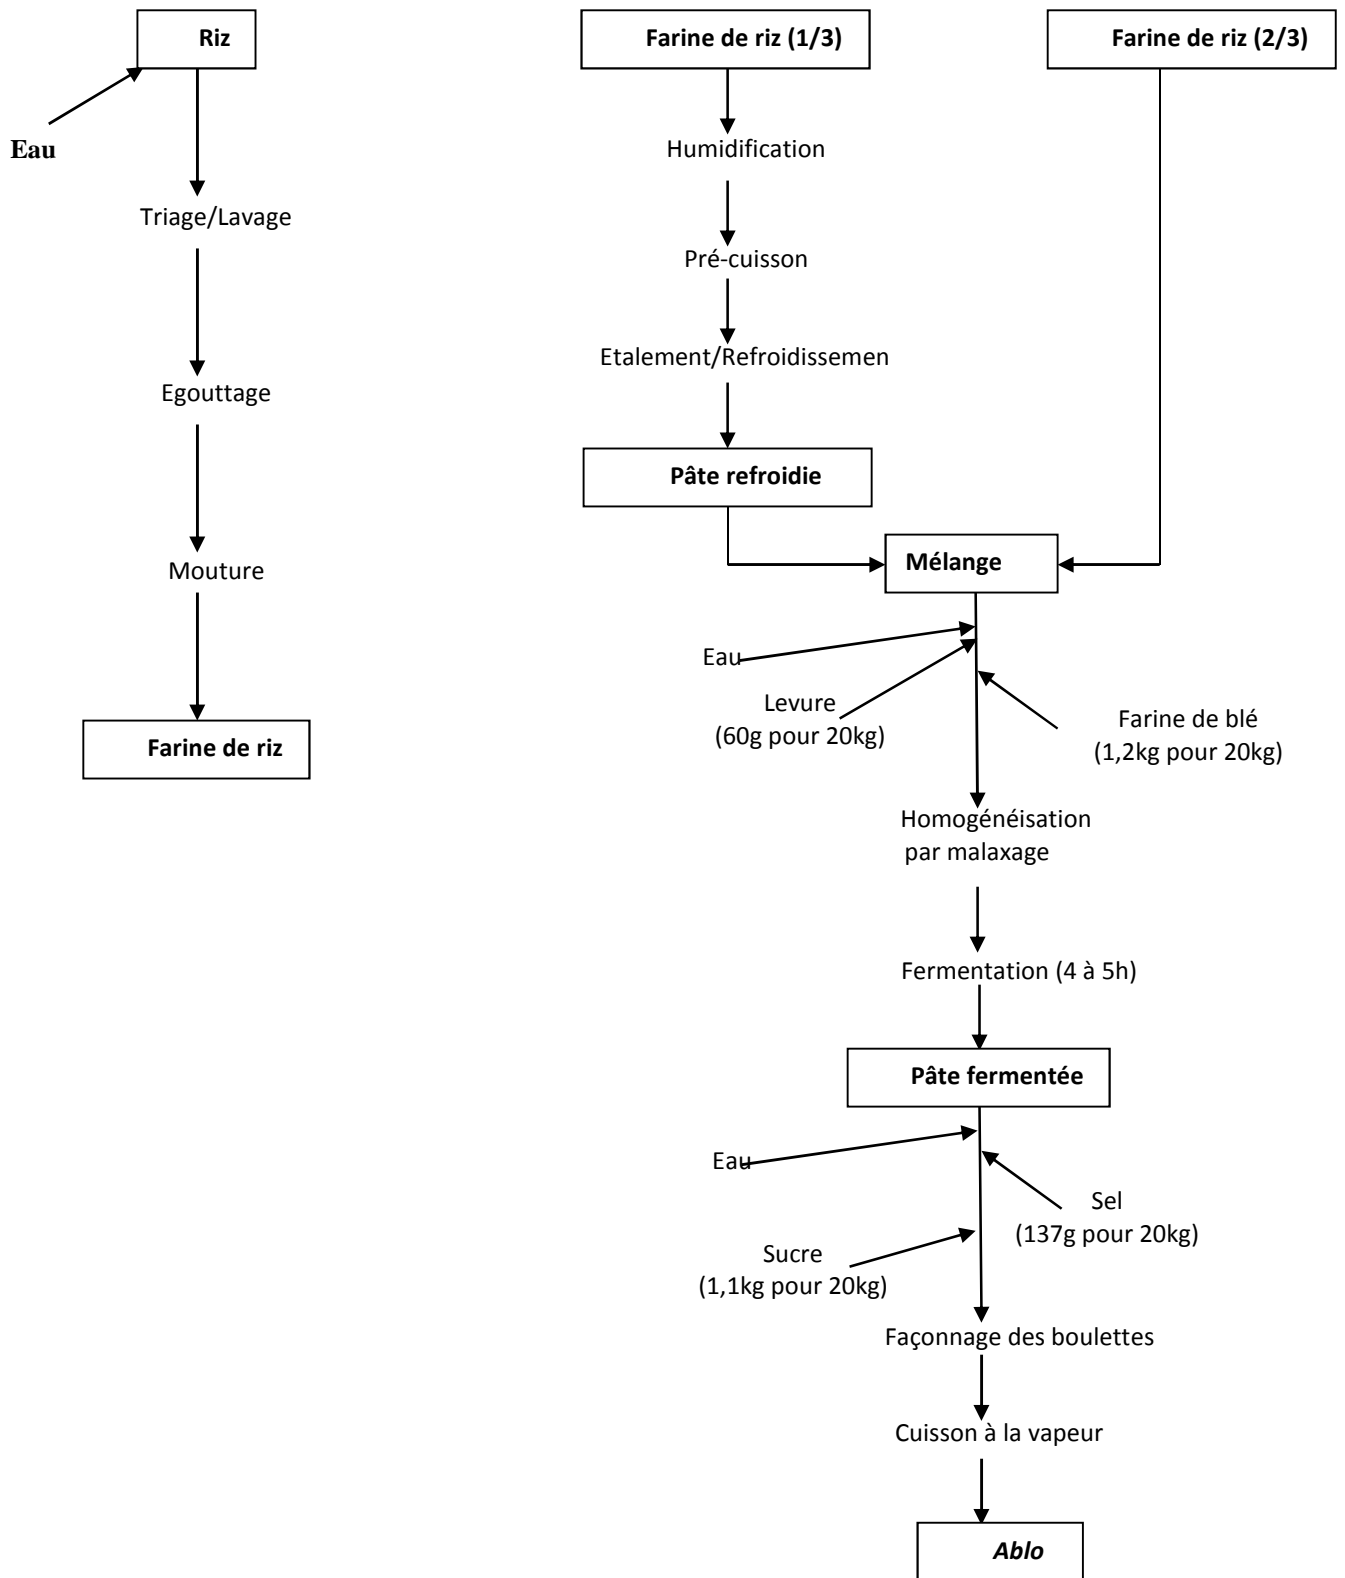 Riz
Eau
Triage/Lavage
Egouttage
Mouture
Farine de riz
Farine de riz (1/3)
Farine de riz (2/3)
Humidification
Pré-cuisson
Etalement/Refroidissemen
Pâte refroidie
Mélange
Eau
Levure
(60g pour 20kg)
Farine de blé
(1,2kg pour 20kg)
Homogénéisation
par malaxage
Fermentation (4 à 5h)
Pâte fermentée
Eau
Sel
(137g pour 20kg)
Sucre
(1,1kg pour 20kg)
Façonnage des boulettes
Cuisson à la vapeur
Ablo